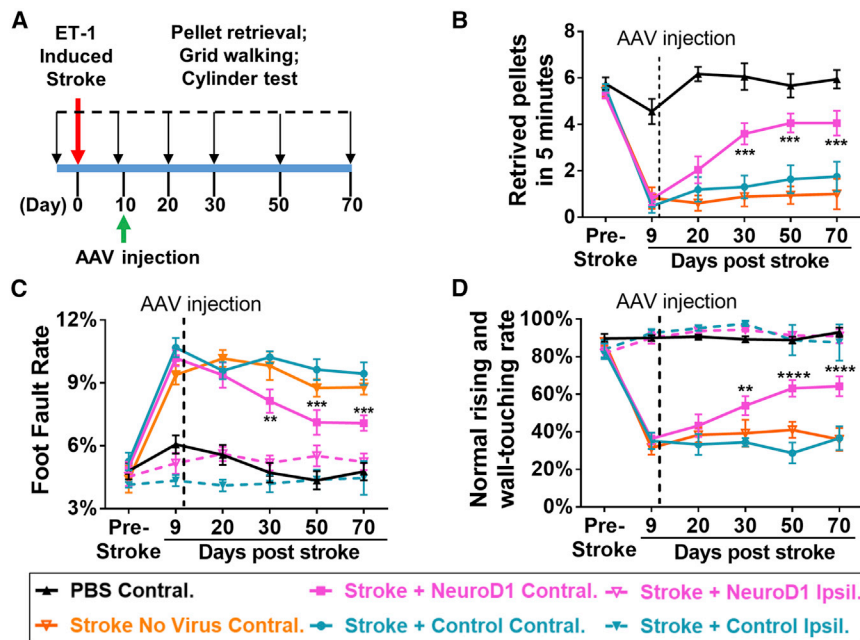 A
ET-1
Induced
Stroke
Pellet retrieval;
Grid walking;
Cylinder test
(Day) 0 10 20 30 50 70
AAV injection
B
AAV injection
Retrived pellets
in 5 minutes
8
6
4
2
0
***
***
***
Pre-
Stroke
9 20 30 50 70
Days post stroke
C
AAV injection
Foot Fault Rate
12%
9%
6%
3%
**
***
***
Pre-
Stroke
9 20 30 50 70
Days post stroke
D
AAV injection
Normal rising and
wall-touching rate
100%
80%
60%
40%
20%
0%
**
****
****
Pre-
Stroke
9 20 30 50 70
Days post stroke
PBS Contral. Stroke + NeuroD1 Contral. Stroke + NeuroD1 Ipsil.
Stroke No Virus Contral. Stroke + Control Contral. Stroke + Control Ipsil.